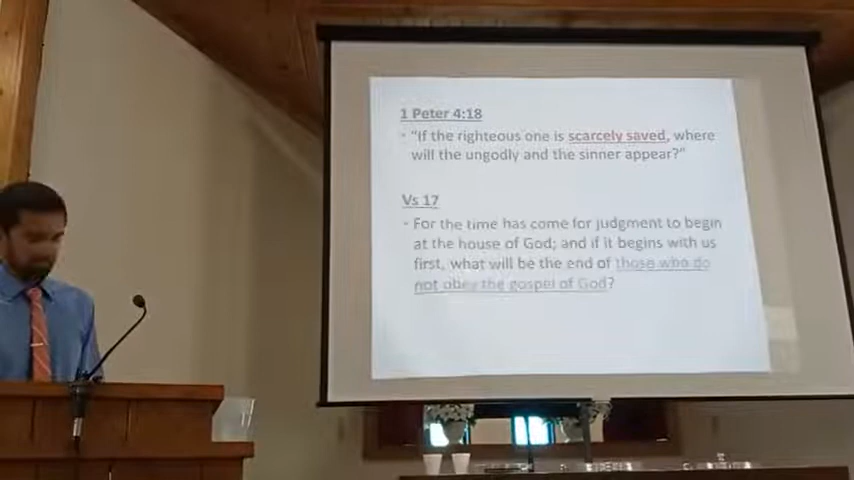 1 Peter 4:18
• "If the righteous one is scarcely saved, where
will the ungodly and the sinner appear?"
Vs 17
• For the time has come for judgment to begin
at the house of God; and if it begins with us
first, what will be the end of those who do
not obey the gospel of God?